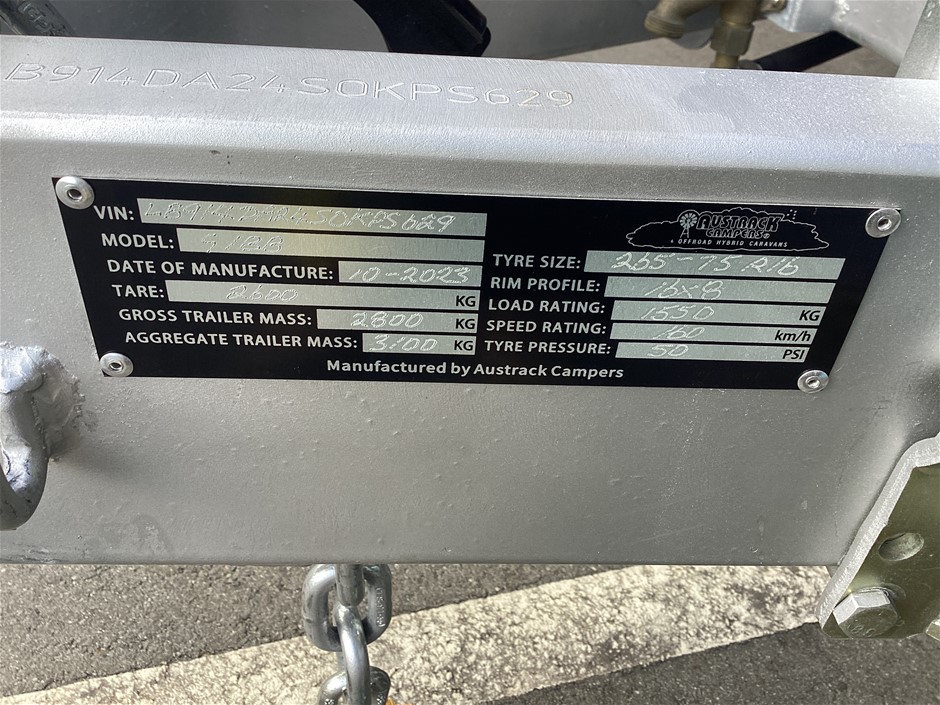 B914DA24S0KPS629
AUSTRACK
CAMPERS
OFFROAD HYBRID CARAVANS
VIN:
MODEL:
DATE OF MANUFACTURE: 10-2023
TARE: 2600 KG
GROSS TRAILER MASS: 2800 KG
AGGREGATE TRAILER MASS: 3100 KG
TYRE SIZE: 265-75 R16
RIM PROFILE: 16x8
LOAD RATING: 1550 KG
SPEED RATING: 160 km/h
TYRE PRESSURE: 50 PSI
Manufactured by Austrack Campers